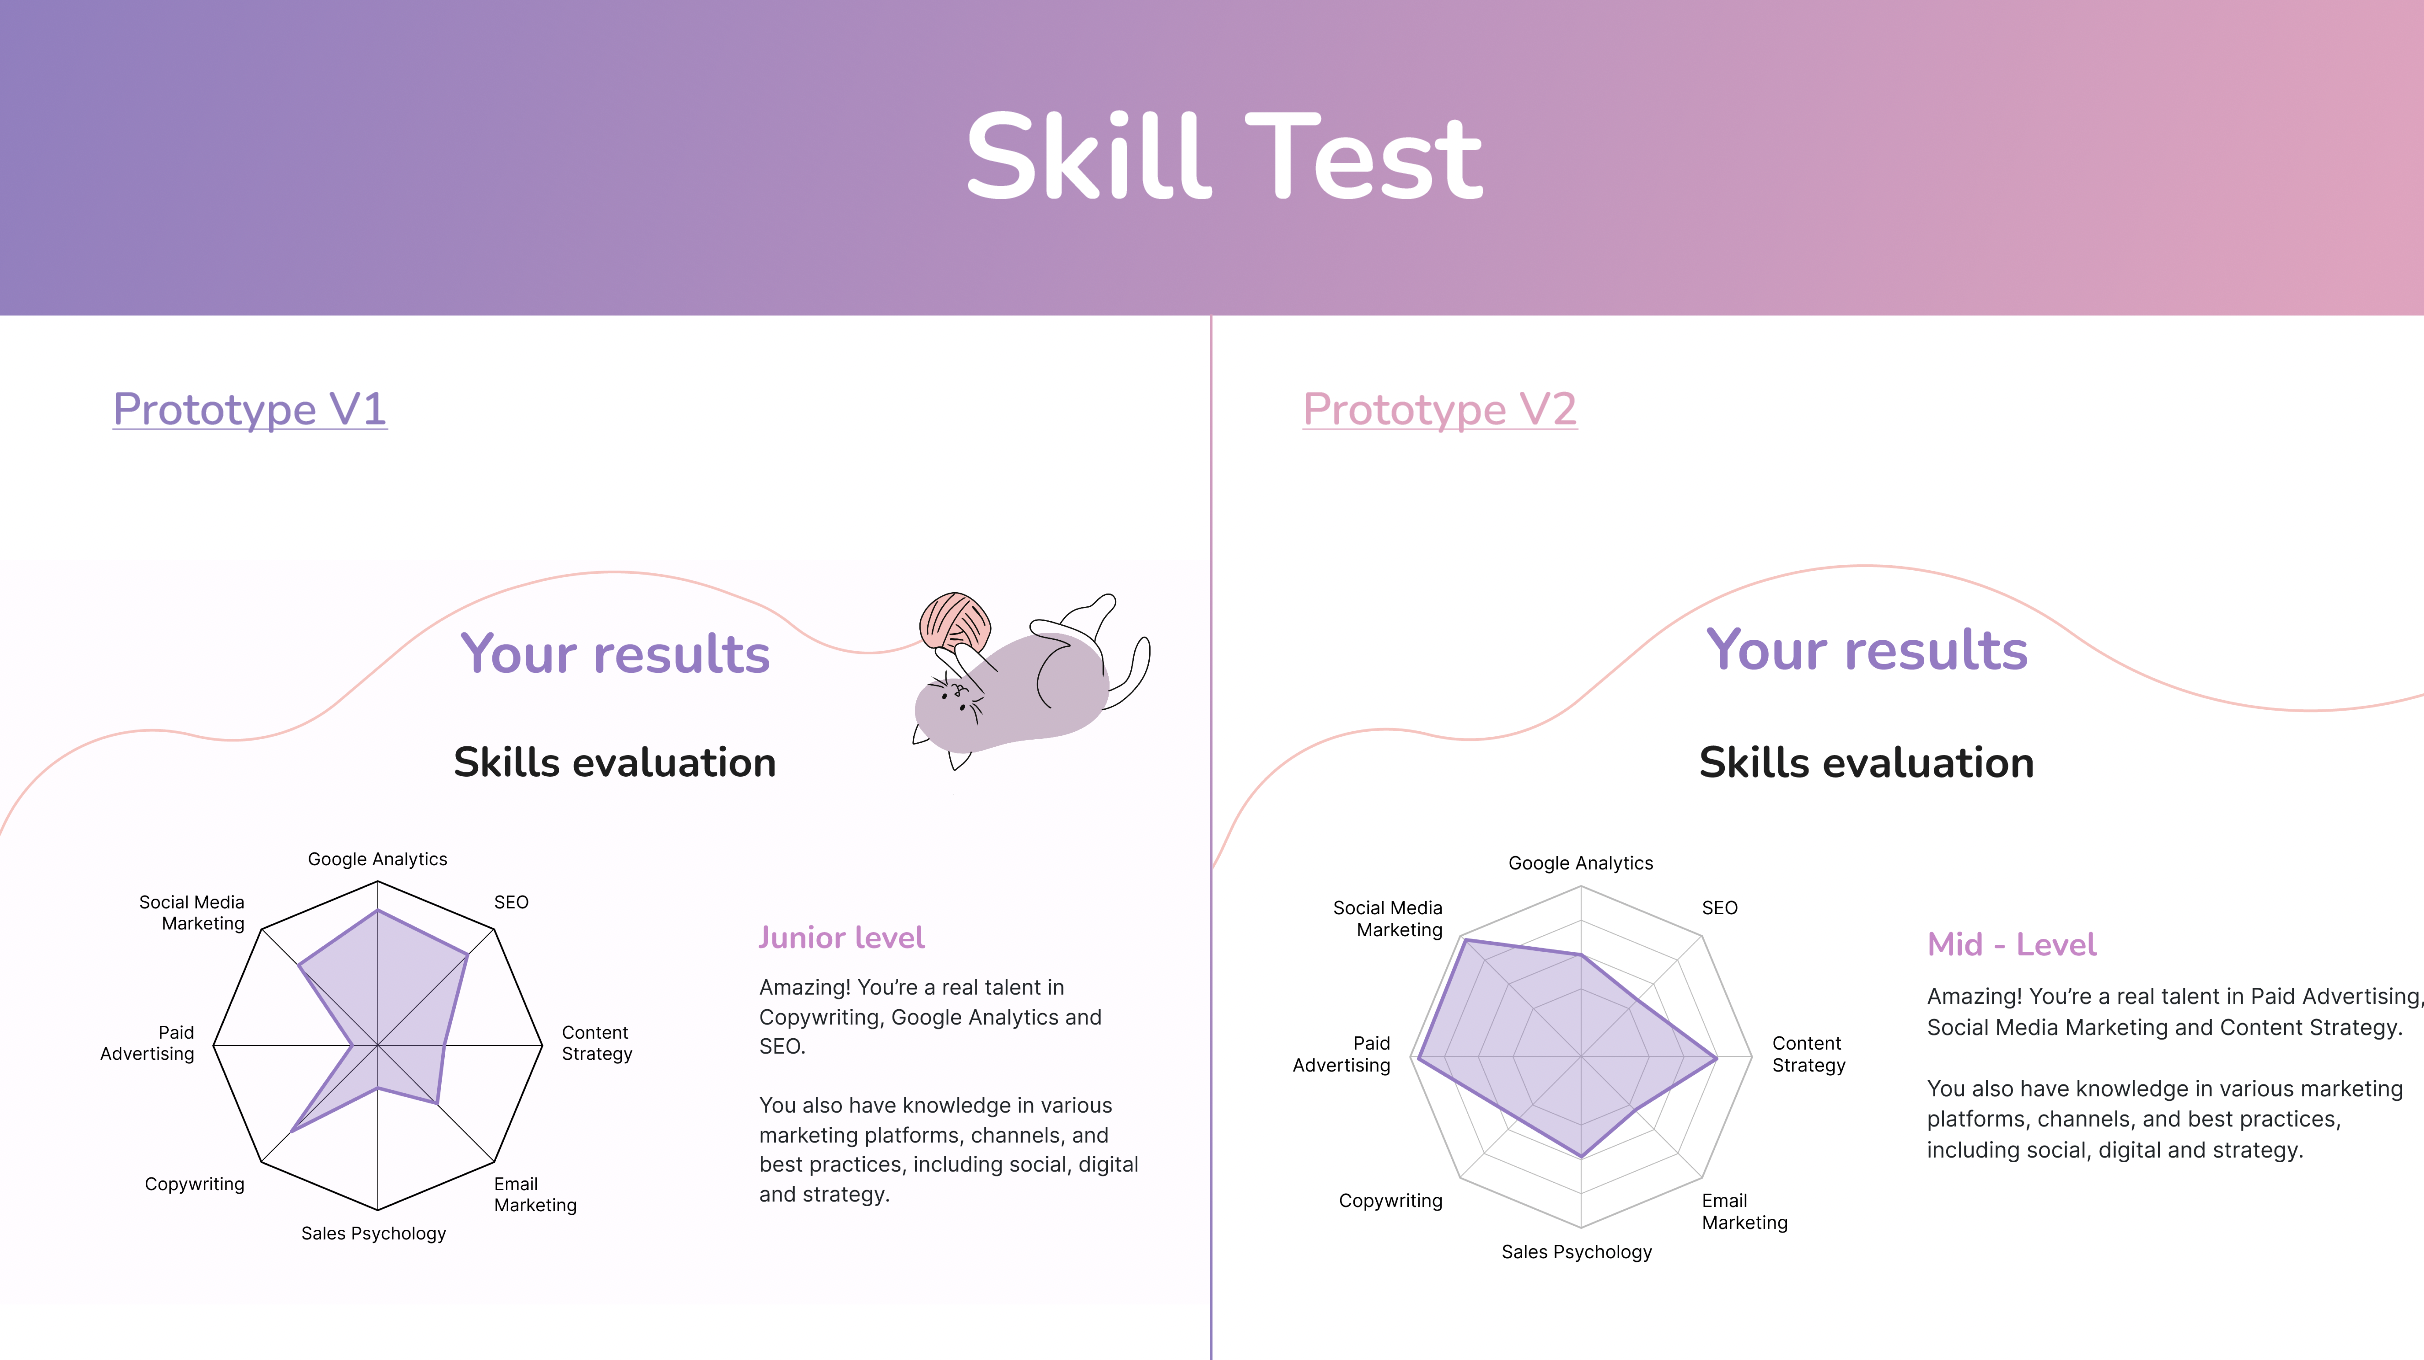 Skill Test
Prototype V1
Your results
Skills evaluation
Google Analytics
Social Media
Marketing
SEO
Paid
Advertising
Content
Strategy
Copywriting
Email
Marketing
Sales Psychology
Junior level
Amazing! You’re a real talent in
Copywriting, Google Analytics and
SEO.
You also have knowledge in various
marketing platforms, channels, and
best practices, including social, digital
and strategy.
Prototype V2
Your results
Skills evaluation
Google Analytics
Social Media
Marketing
SEO
Paid
Advertising
Content
Strategy
Copywriting
Email
Marketing
Sales Psychology
Mid - Level
Amazing! You’re a real talent in Paid Advertising,
Social Media Marketing and Content Strategy.
You also have knowledge in various marketing
platforms, channels, and best practices,
including social, digital and strategy.